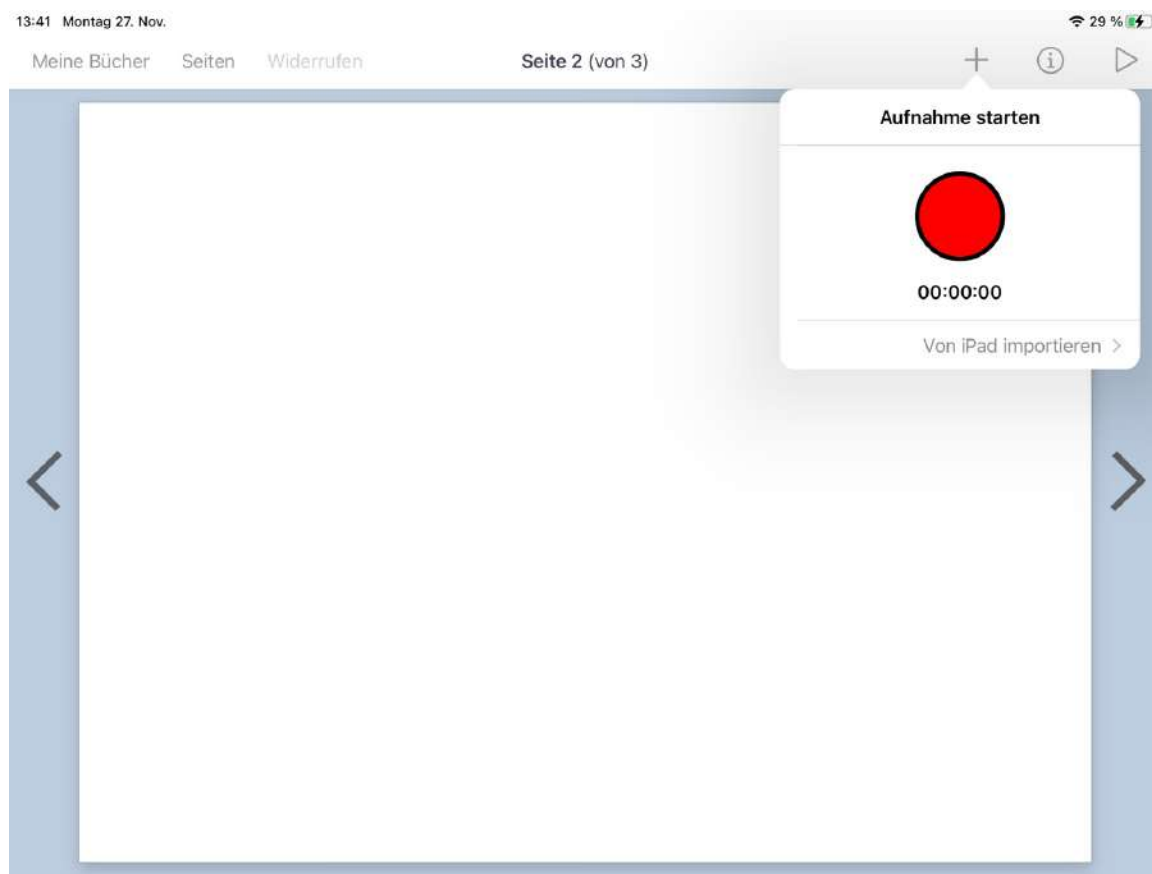 13:41 Montag 27. Nov. 29 %
Meine Bücher Seiten Widerrufen Seite 2 (von 3)
Aufnahme starten
00:00:00
Von iPad importieren >